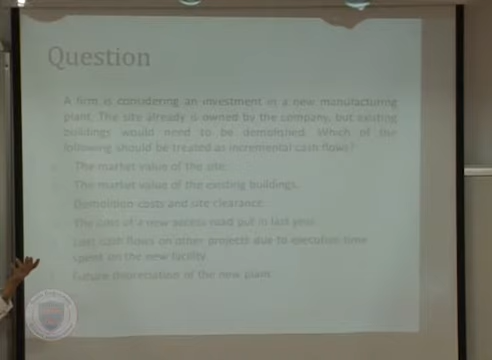 Question
A firm is considering an investment in a new manufacturing
plant. The site already is owned by the company, but existing
buildings would need to be demolished. Which of the
following should be treated as incremental cash flows?
The market value of the site.
The market value of the existing buildings.
Demolition costs and site clearance.
The cost of a new access road put in last year.
Lost cash flows on other projects due to executive time
spent on the new facility.
Future depreciation of the new plant.